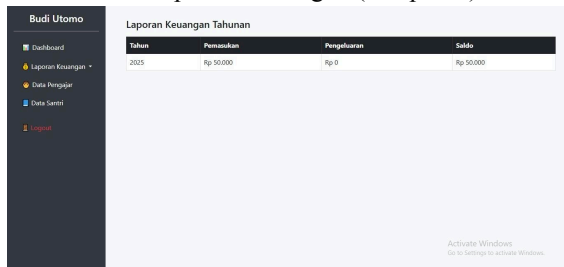 Budi Utomo
Dashboard
Laporan Keuangan
Data Pengajar
Data Santri
Logout
Laporan Keuangan Tahunan
Tahun Pemasukan Pengeluaran Saldo
2025 Rp 50.000 Rp 0 Rp 50.000
Activate Windows
Go to Settings to activate Windows.